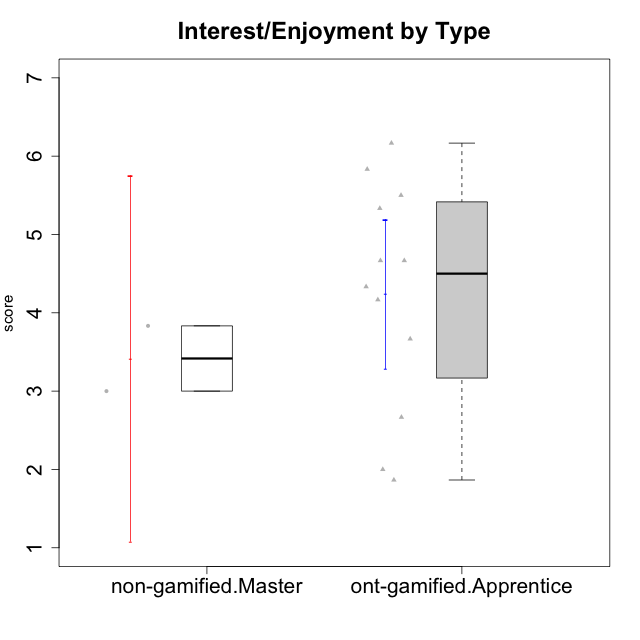 Interest/Enjoyment by Type
score
7
6
5
4
3
2
1
non-gamified.Master ont-gamified.Apprentice